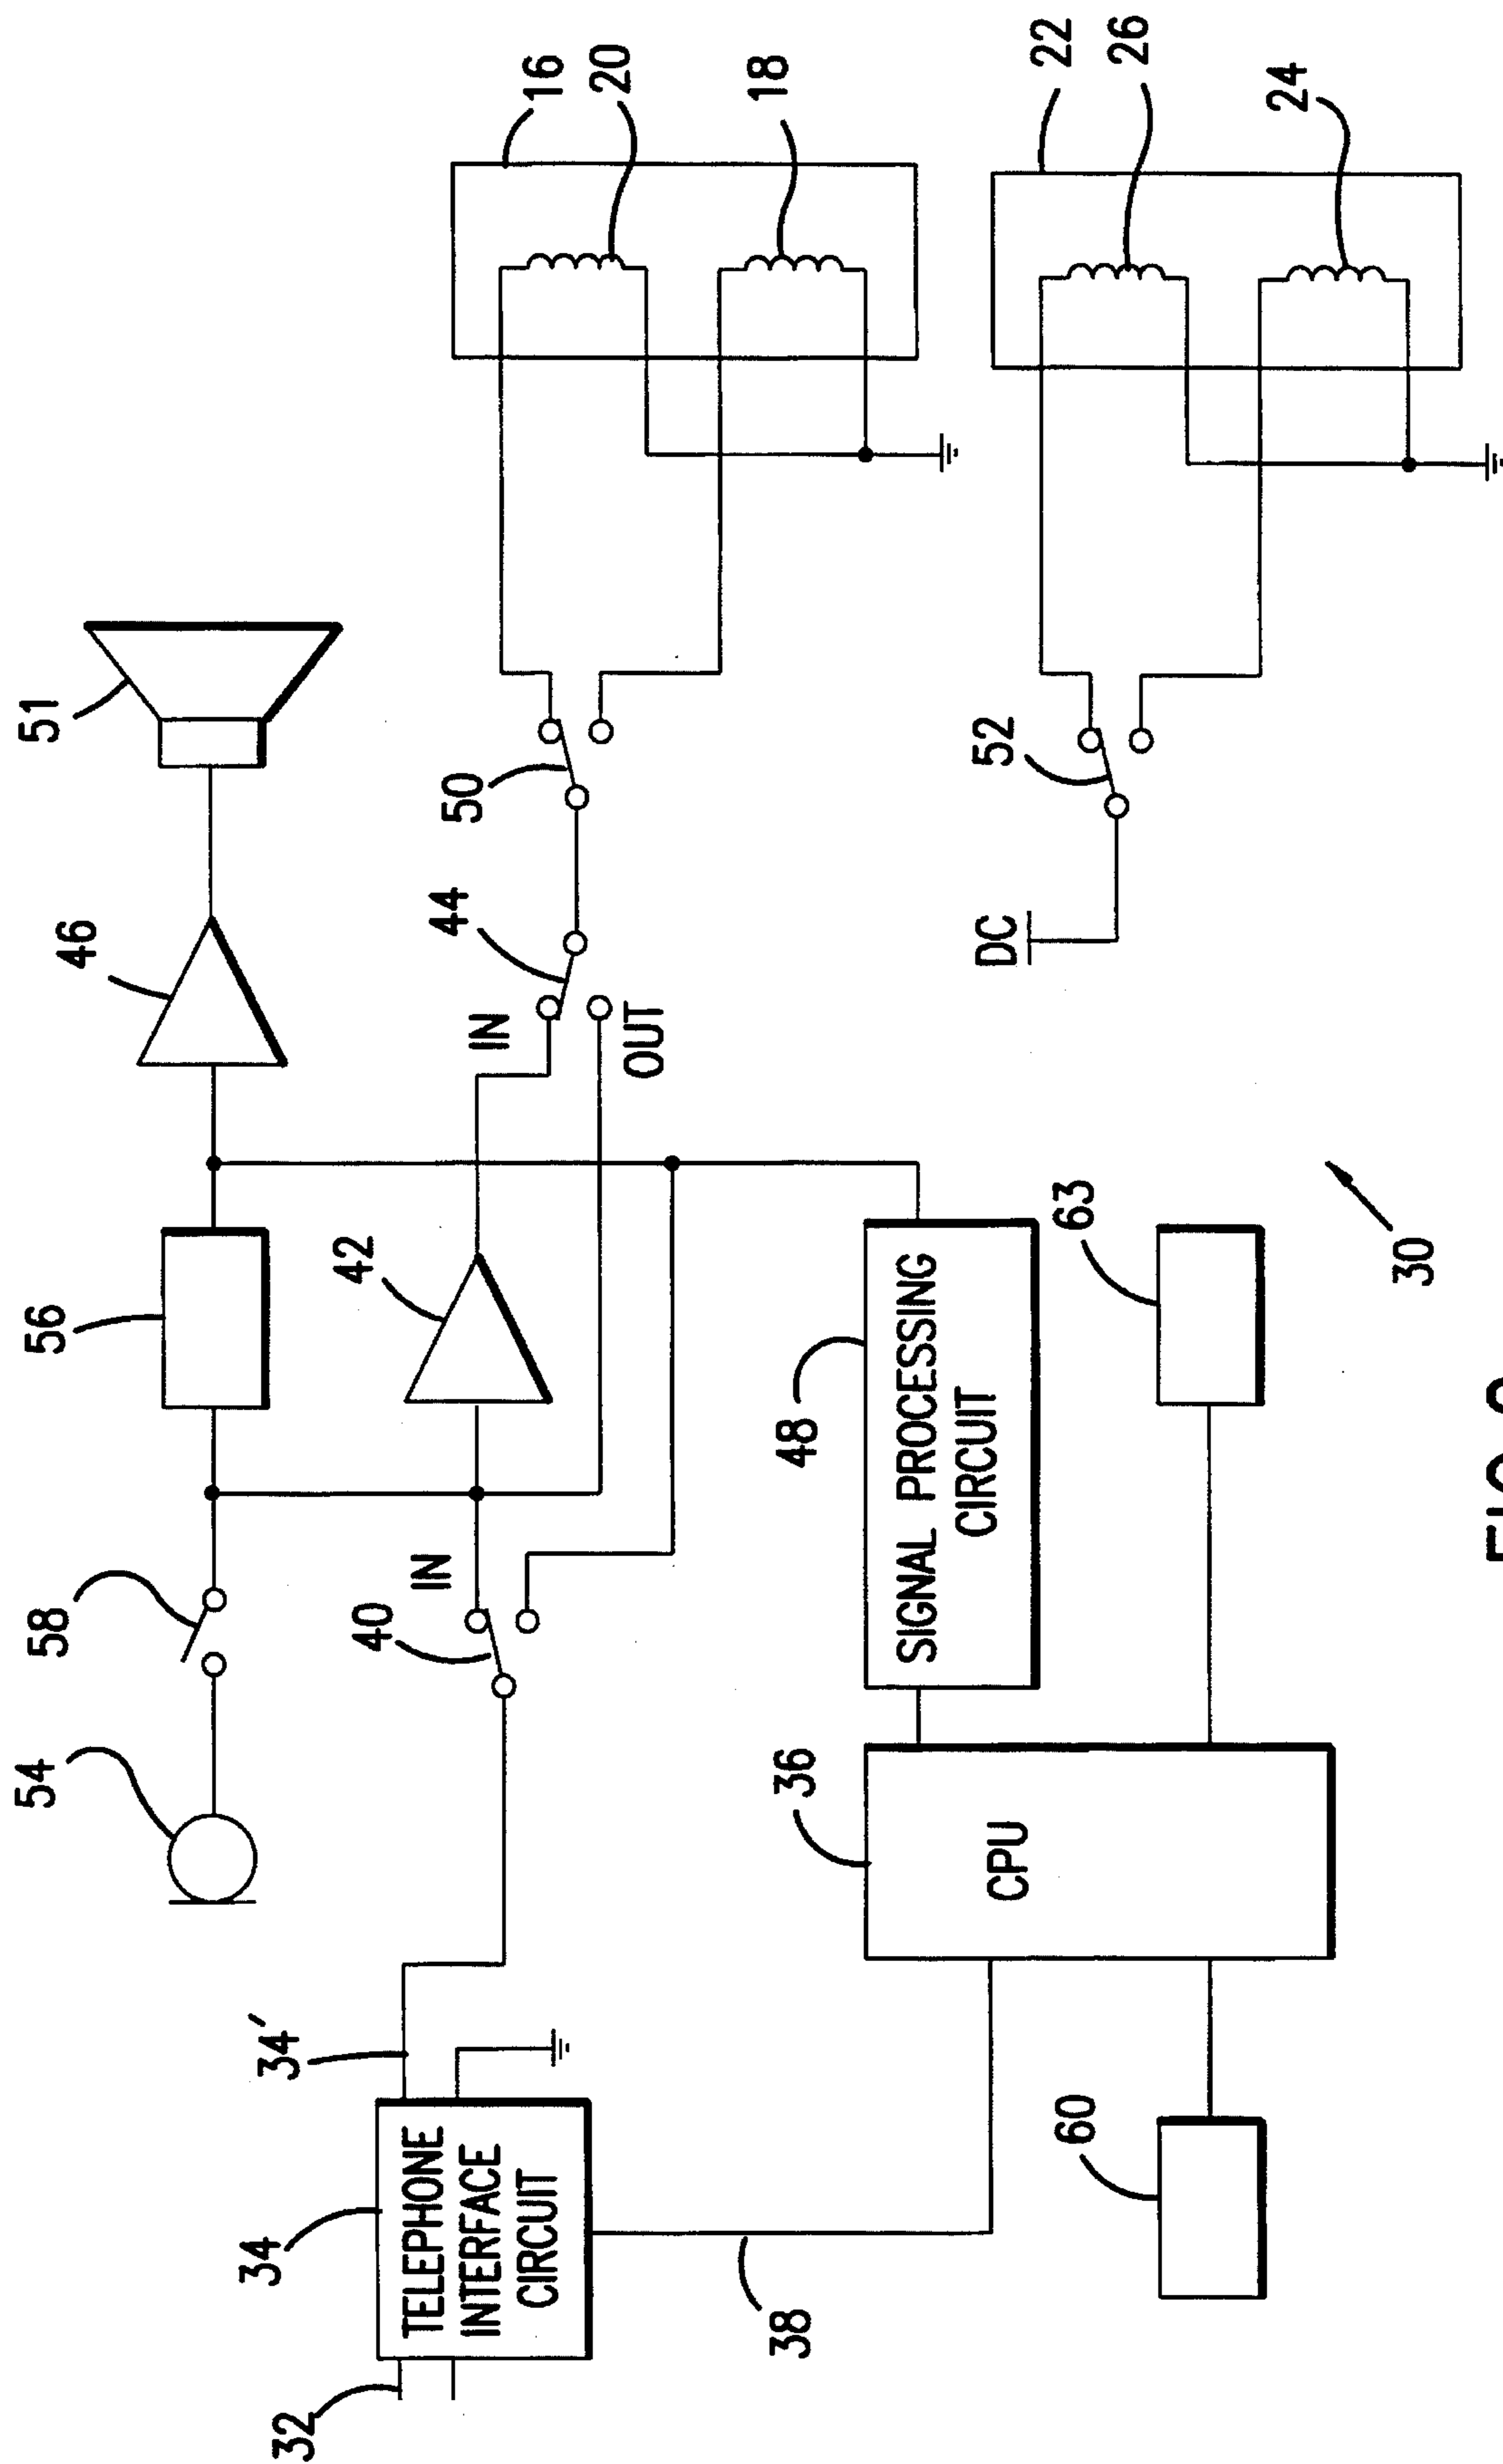 54
58
56
46
51
32
34
34′
TELEPHONE
INTERFACE
CIRCUIT
40
IN
42
IN
44
OUT
50
16
20
18
38
36
CPU
48
SIGNAL PROCESSING
CIRCUIT
DC
52
22
26
24
60
63
30